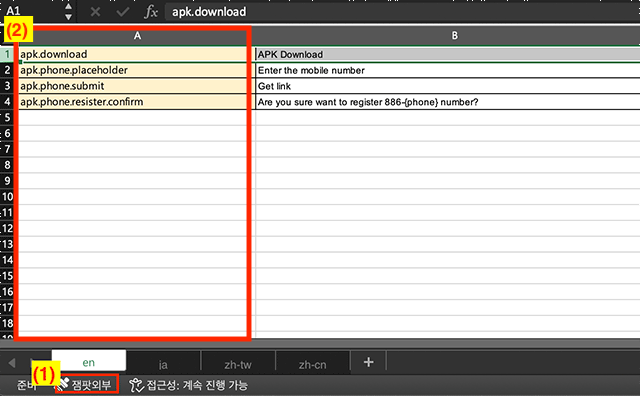 A1 fx apk.download
(2)
A B
1 apk.download APK Download
2 apk.phone.placeholder Enter the mobile number
3 apk.phone.submit Get link
4 apk.phone.resister.confirm Are you sure want to register 886-{phone} number?
5
6
7
8
9
10
11
12
13
14
15
16
17
18
19
en ja zh-tw zh-cn +
(1)
준비 잼팟외부 접근성: 계속 진행 가능